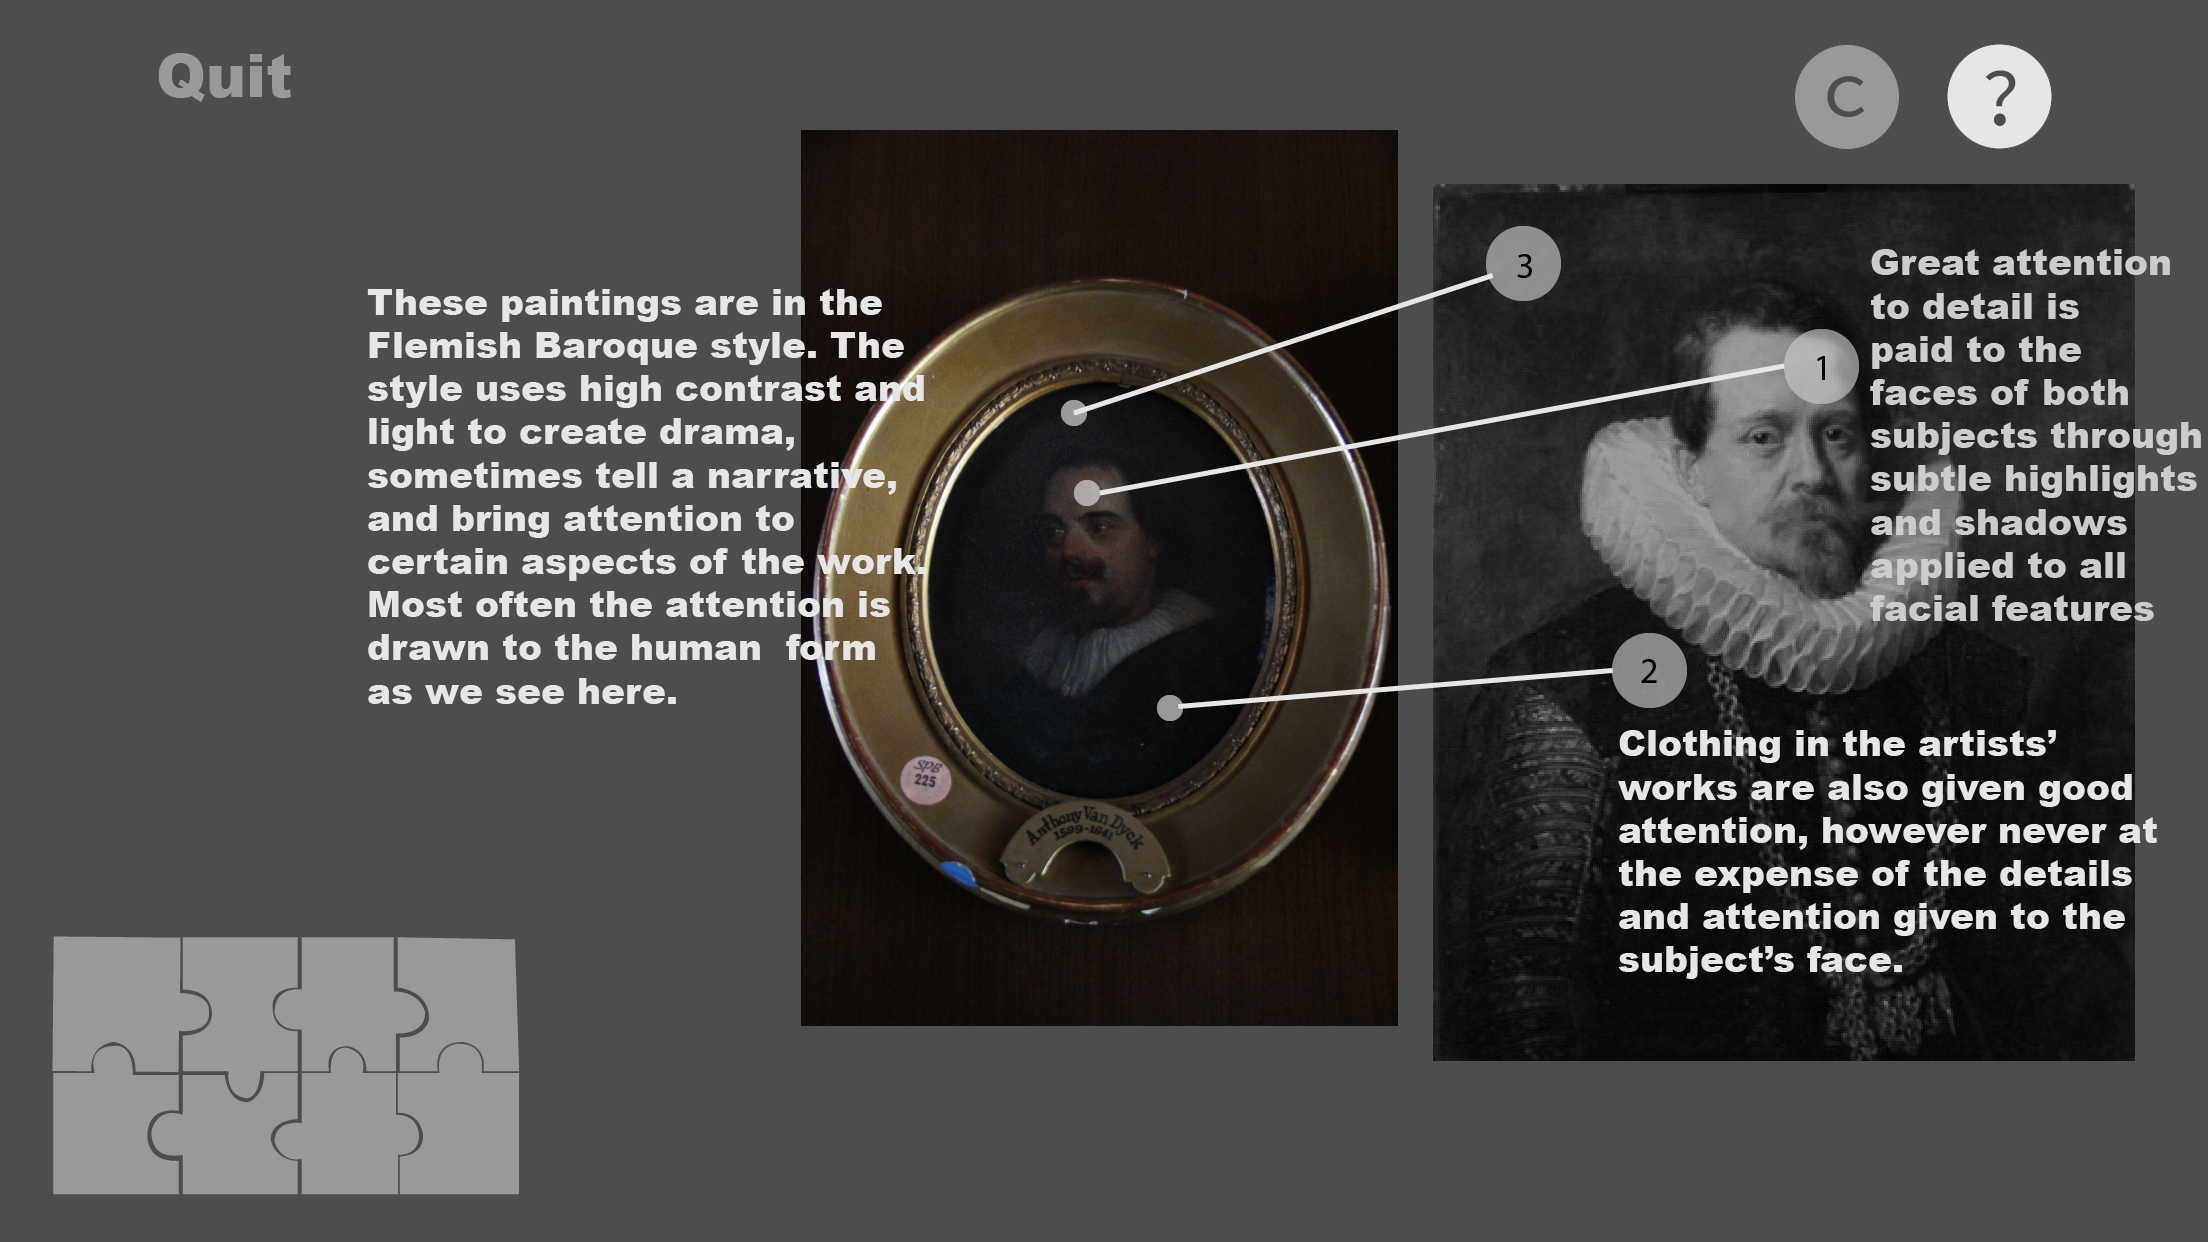 Quit
C
?
These paintings are in the
Flemish Baroque style. The
style uses high contrast and
light to create drama,
sometimes tell a narrative,
and bring attention to
certain aspects of the work.
Most often the attention is
drawn to the human  form
as we see here.
3
1
2
Great attention
to detail is
paid to the
faces of both
subjects through
subtle highlights
and shadows
applied to all
facial features
Clothing in the artists’
works are also given good
attention, however never at
the expense of the details
and attention given to the
subject’s face.
SPB
225
Anthony Van Dyck
1599-1641